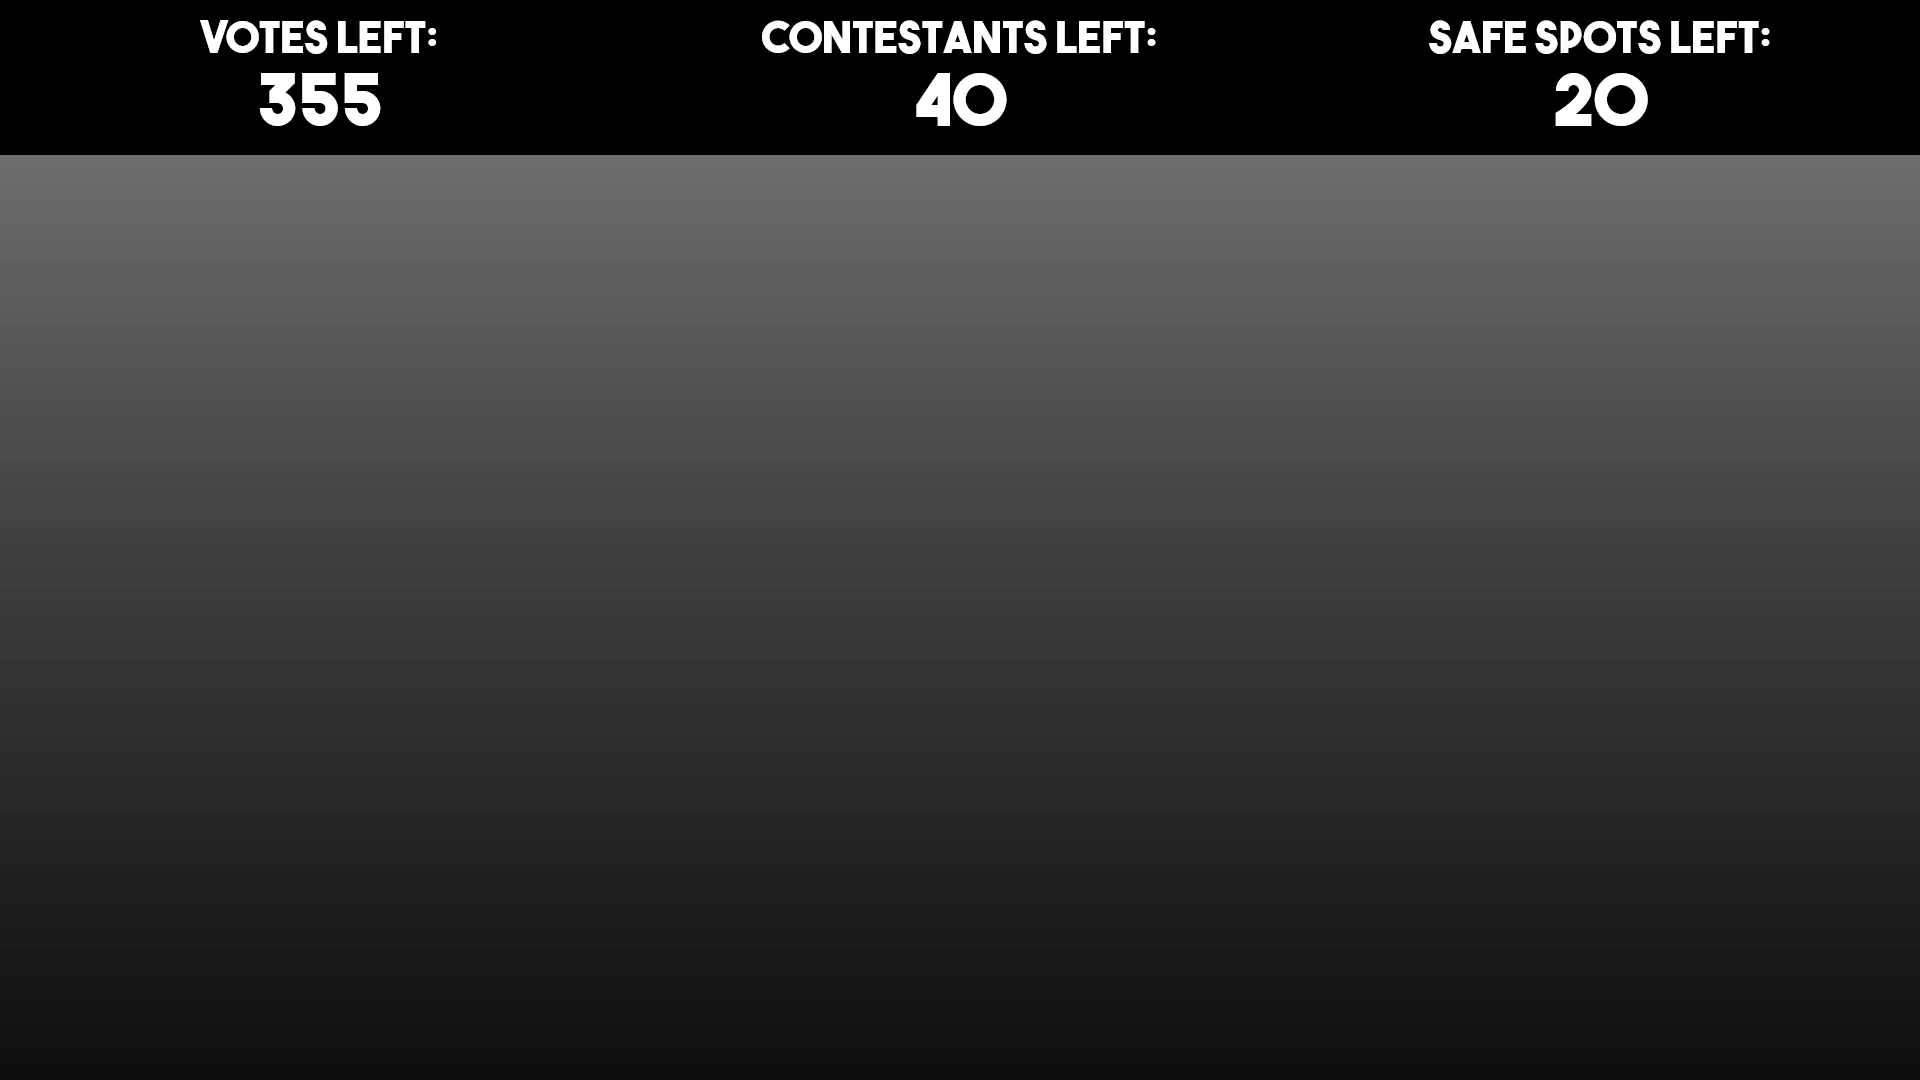 VOTES LEFT:
355
CONTESTANTS LEFT:
40
SAFE SPOTS LEFT:
20